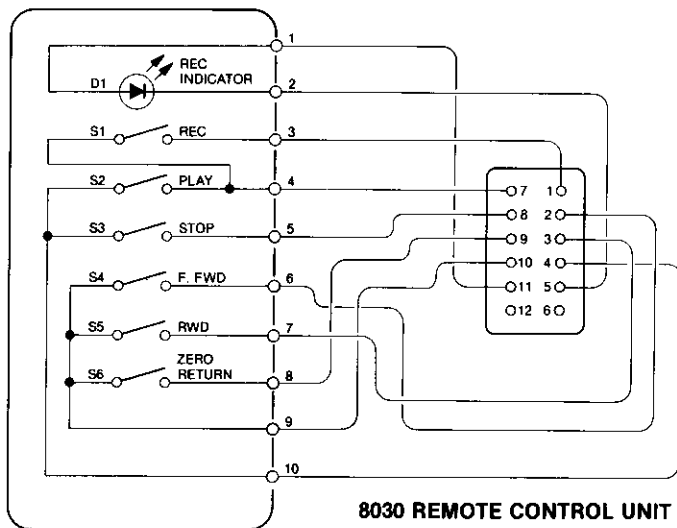 1
REC
INDICATOR
D1
2
S1 REC 3
S2 PLAY 4
S3 STOP 5
S4 F. FWD 6
S5 RWD 7
ZERO
S6 RETURN 8
9
10
7 1
8 2
9 3
10 4
11 5
12 6
8030 REMOTE CONTROL UNIT